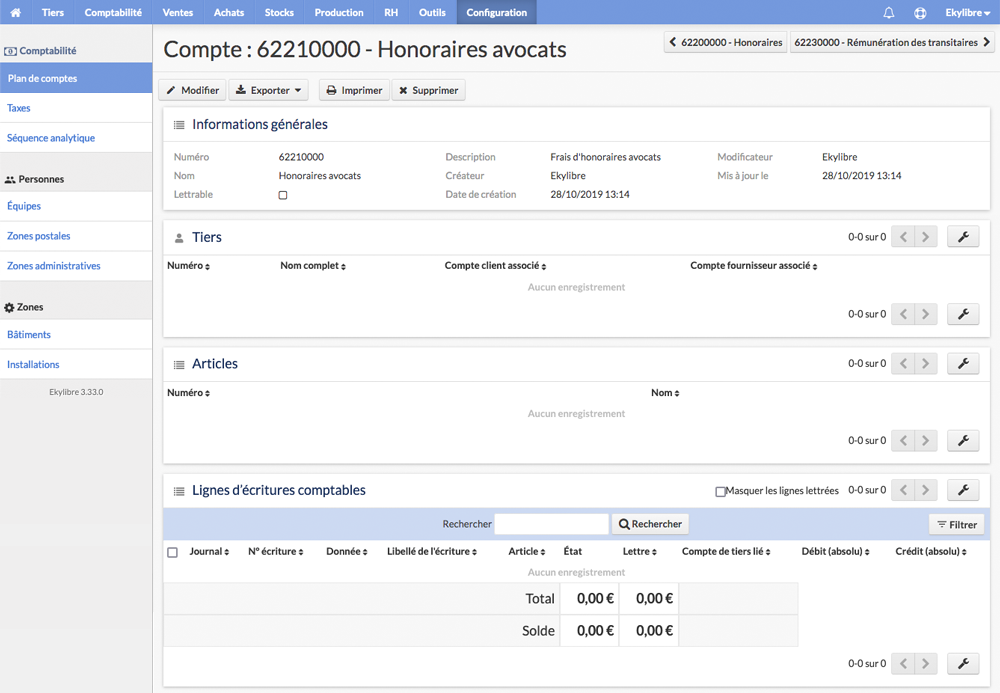 Tiers Comptabilité Ventes Achats Stocks Production RH Outils Configuration Ekylibre
Comptabilité
Plan de comptes
Taxes
Séquence analytique
Personnes
Équipes
Zones postales
Zones administratives
Zones
Bâtiments
Installations
Ekylibre 3.33.0
Compte : 62210000 - Honoraires avocats
62200000 - Honoraires 62230000 - Rémunération des transitaires
Modifier Exporter Imprimer Supprimer
Informations générales
Numéro 62210000 Description Frais d'honoraires avocats Modificateur Ekylibre
Nom Honoraires avocats Créateur Ekylibre Mis à jour le 28/10/2019 13:14
Lettrable Date de création 28/10/2019 13:14
Tiers 0-0 sur 0
Numéro Nom complet Compte client associé Compte fournisseur associé
Aucun enregistrement
0-0 sur 0
Articles 0-0 sur 0
Numéro Nom
Aucun enregistrement
0-0 sur 0
Lignes d'écritures comptables Masquer les lignes lettrées 0-0 sur 0
Rechercher Rechercher Filtrer
Journal N° écriture Donnée Libellé de l'écriture Article État Lettre Compte de tiers lié Débit (absolu) Crédit (absolu)
Aucun enregistrement
Total 0,00 € 0,00 €
Solde 0,00 € 0,00 €
0-0 sur 0